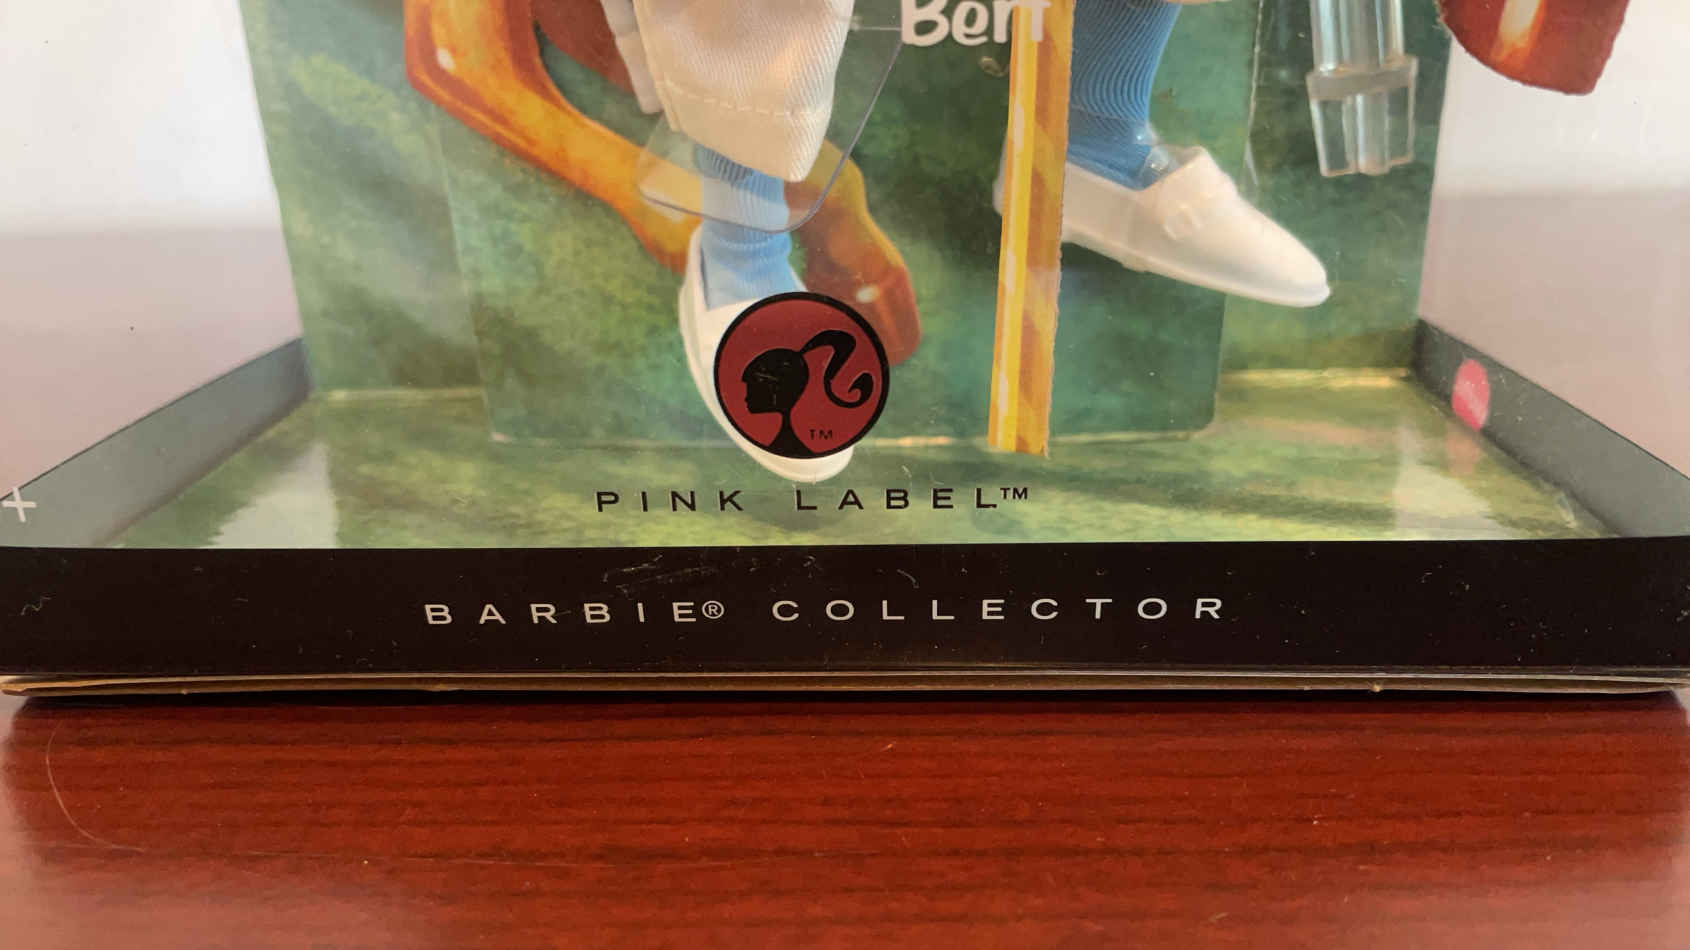 Bert
TM
PINK LABEL™
BARBIE® COLLECTOR